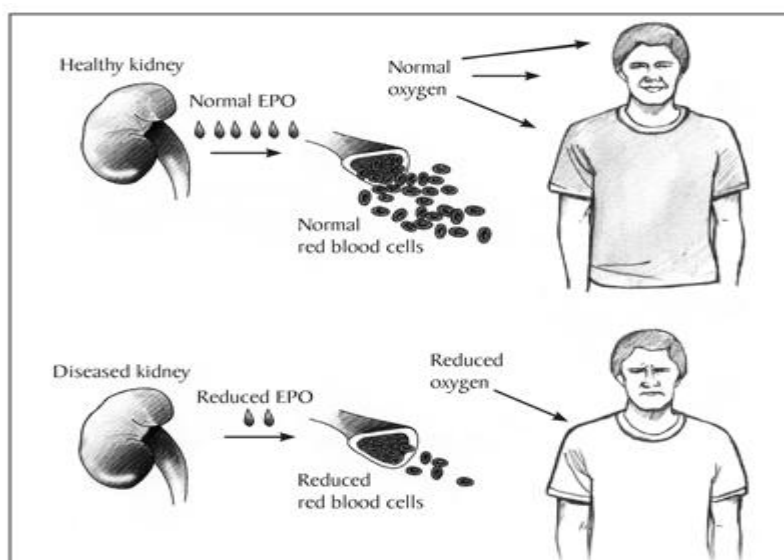 Healthy kidney
Normal EPO
Normal
oxygen
Normal
red blood cells
Diseased kidney
Reduced EPO
Reduced
oxygen
Reduced
red blood cells